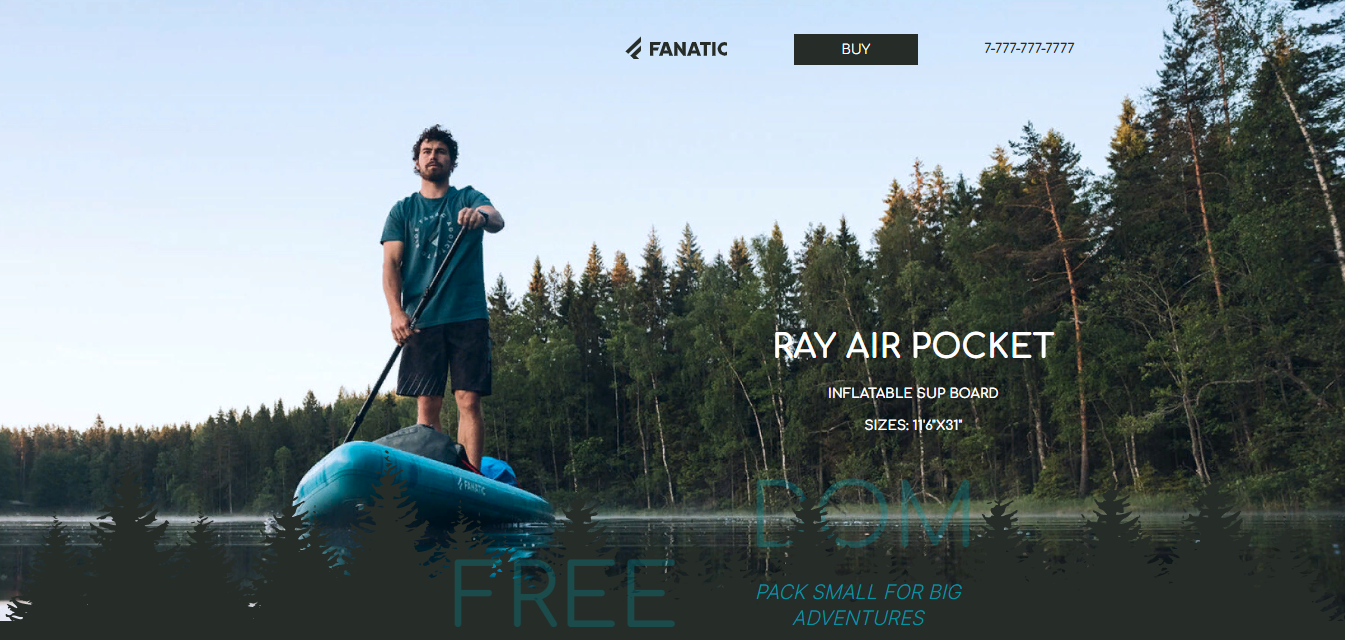 FANATIC
BUY
7-777-777-7777
RAY AIR POCKET
INFLATABLE SUP BOARD
SIZES: 11'6"X31"
FANATIC
DOM
FREE
PACK SMALL FOR BIG
ADVENTURES